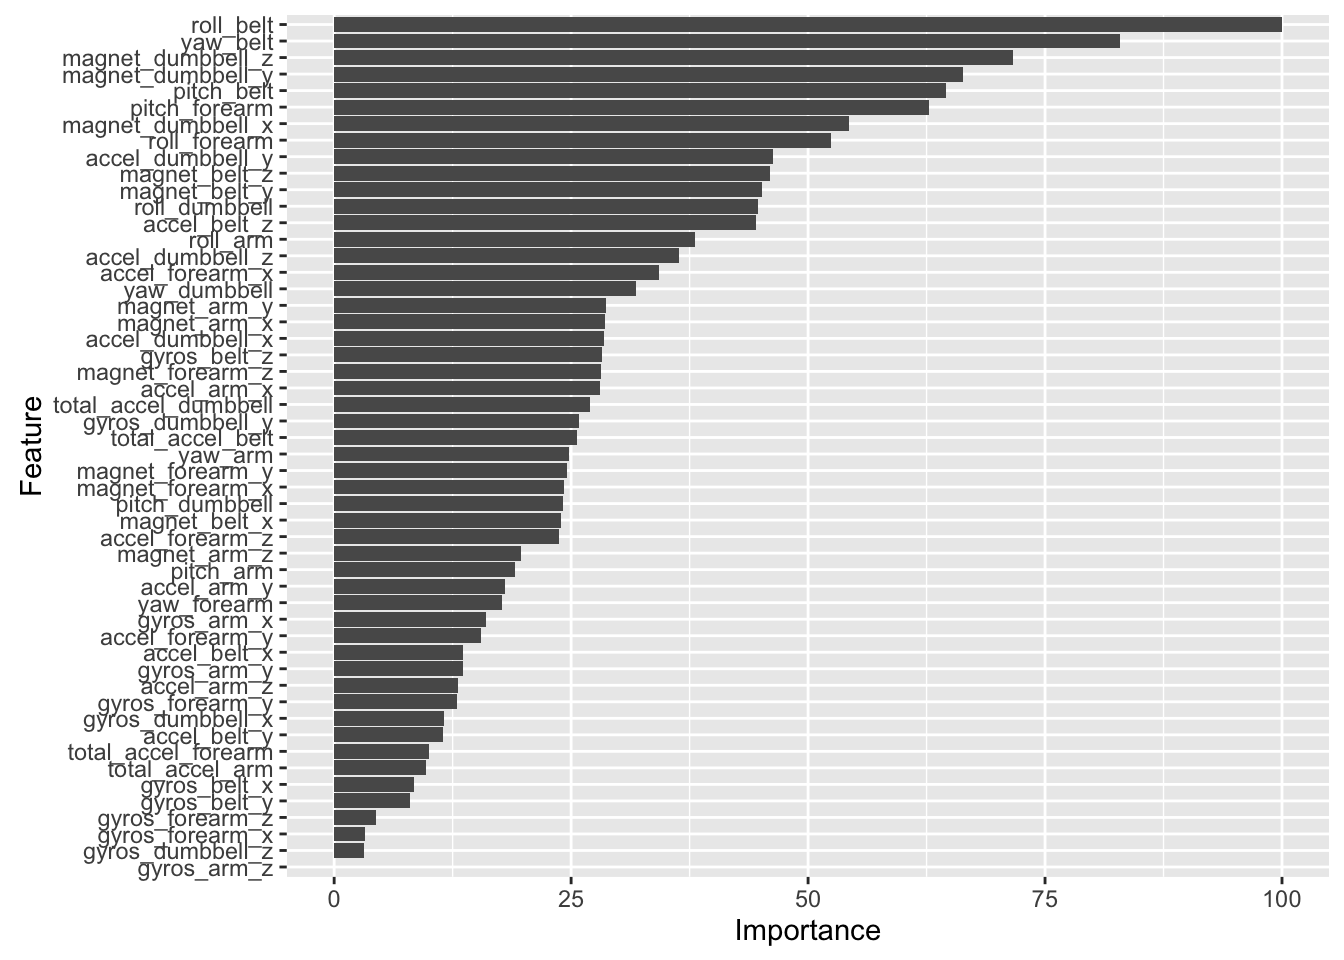 roll_belt
yaw_belt
magnet_dumbbell_z
magnet_dumbbell_y
pitch_belt
pitch_forearm
magnet_dumbbell_x
roll_forearm
accel_dumbbell_y
magnet_belt_z
magnet_belt_y
roll_dumbbell
accel_belt_z
roll_arm
accel_dumbbell_z
accel_forearm_x
yaw_dumbbell
magnet_arm_y
magnet_arm_x
accel_dumbbell_x
gyros_belt_z
magnet_forearm_z
accel_arm_x
total_accel_dumbbell
gyros_dumbbell_y
total_accel_belt
yaw_arm
magnet_forearm_y
magnet_forearm_x
pitch_dumbbell
magnet_belt_x
accel_forearm_z
magnet_arm_z
pitch_arm
accel_arm_y
yaw_forearm
gyros_arm_x
accel_forearm_y
accel_belt_x
gyros_arm_y
accel_arm_z
gyros_forearm_y
gyros_dumbbell_x
accel_belt_y
total_accel_forearm
total_accel_arm
gyros_belt_x
gyros_belt_y
gyros_forearm_z
gyros_forearm_x
gyros_dumbbell_z
gyros_arm_z
Feature
0 25 50 75 100
Importance